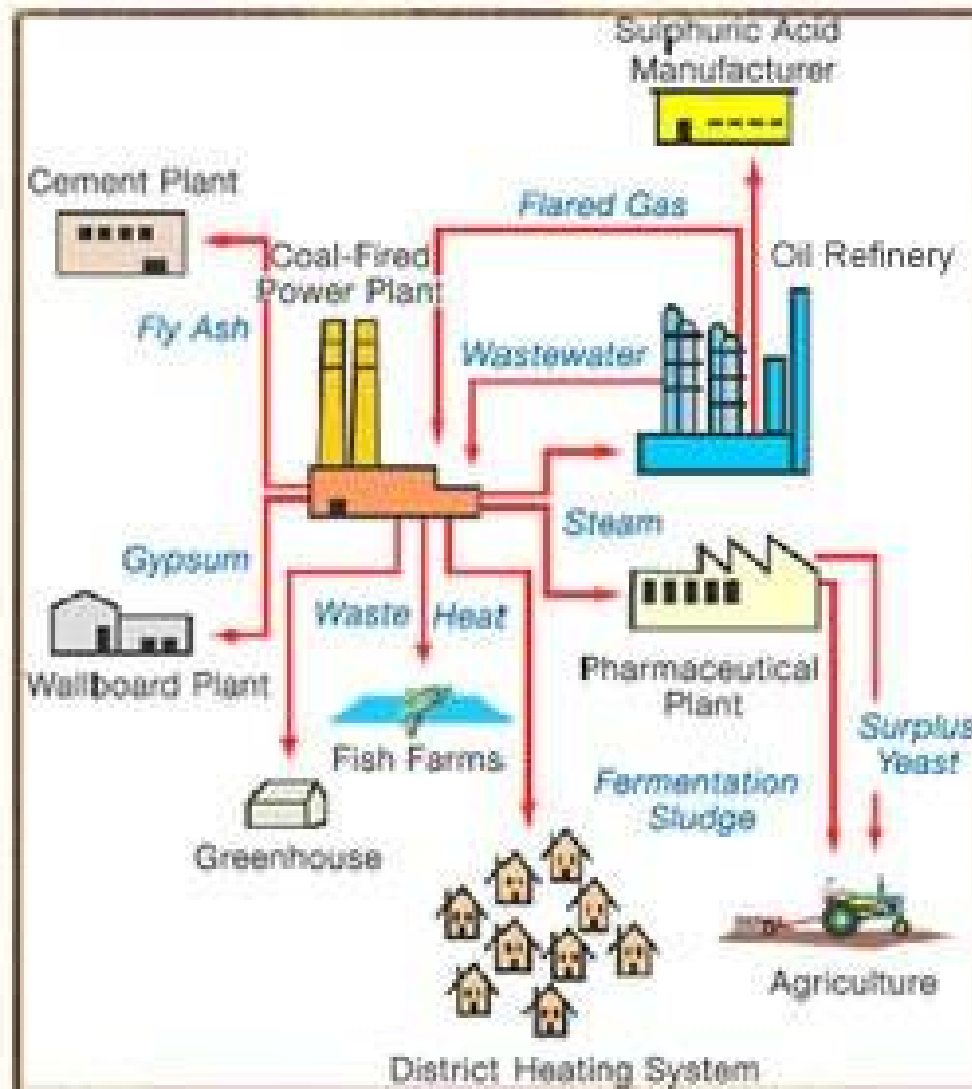 Sulphuric Acid
Manufacturer
Cement Plant
Flared Gas
Coal-Fired
Power Plant
Oil Refinery
Fly Ash
Wastewater
Steam
Gypsum
Waste Heat
Wallboard Plant
Pharmaceutical
Plant
Fish Farms
Surplus
Yeast
Fermentation
Sludge
Greenhouse
Agriculture
District Heating System